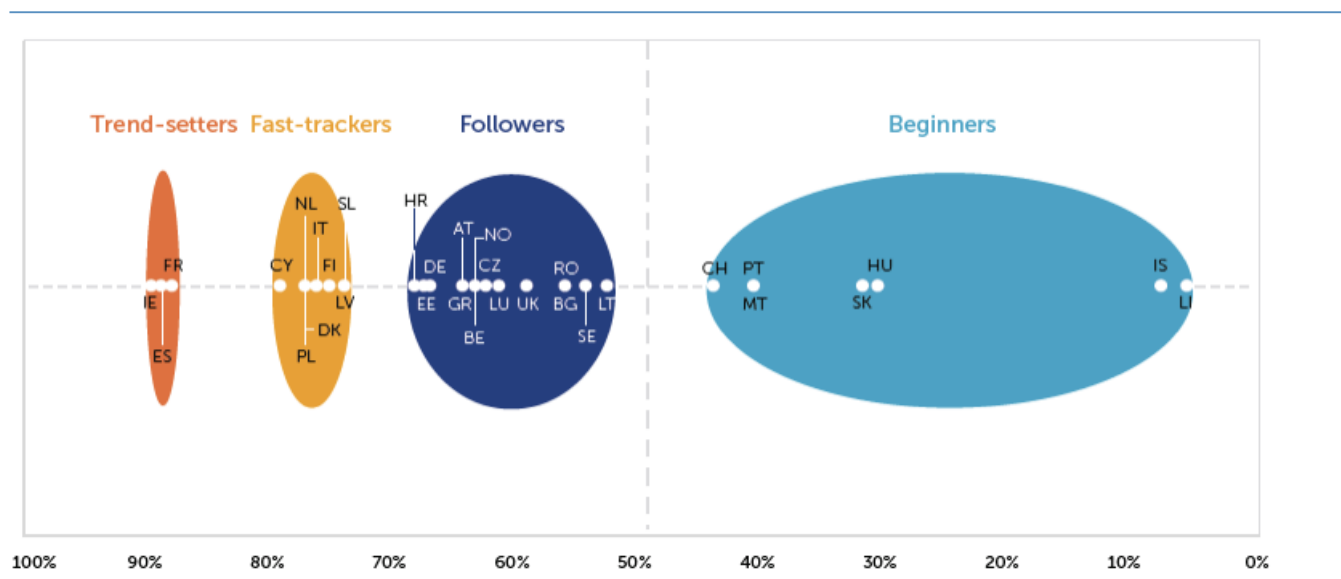 Trend-setters Fast-trackers Followers Beginners
HR
NL SL
IT AT NO
FR CY FI DE CZ RO CH PT HU IS
IE LV EE GR LU UK BG LT MT SK LI
DK
ES PL BE SE
100% 90% 80% 70% 60% 50% 40% 30% 20% 10% 0%